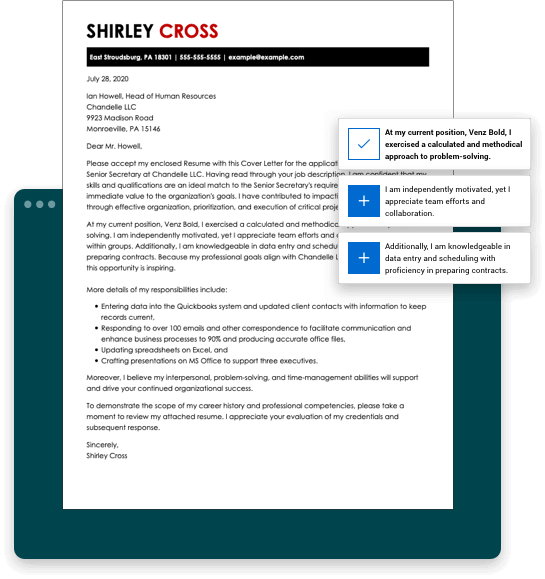 SHIRLEY CROSS
East Stroudsburg, PA 18301 | 555-555-5555 | example@example.com
July 28, 2020
Ian Howell, Head of Human Resources
Chandelle LLC
9923 Madison Road
Monroeville, PA 15146
Dear Mr. Howell,
Please accept my enclosed Resume with this Cover Letter for the
Senior Secretary at Chandelle LLC. Having read through your job description, I am confident that my
skills and qualifications are an ideal match to the Senior Secretary's
immediate value to the organization's goals. I have contributed to
through effective organization, prioritization, and execution of critical
At my current position, Venz Bold, I exercised a calculated and
solving. I am independently motivated, yet I appreciate team efforts and
within groups. Additionally, I am knowledgeable in data entry and
preparing contracts. Because my professional goals align with Chandelle
this opportunity is inspiring.
More details of my responsibilities include:
• Entering data into the Quickbooks system and updated client contacts with information to keep
records current,
• Responding to over 100 emails and other correspondence to facilitate communication and
enhance business processes to 90% and producing accurate office files,
• Updating spreadsheets on Excel, and
• Crafting presentations on MS Office to support three executives.
Moreover, I believe my interpersonal, problem-solving, and time-management abilities will support
and drive your continued organizational success.
To demonstrate the scope of my career history and professional competencies, please take a
moment to review my attached resume. I appreciate your evaluation of my credentials and
subsequent response.
Sincerely,
Shirley Cross
At my current position, Venz Bold, I
exercised a calculated and methodical
approach to problem-solving.
I am independently motivated, yet I
appreciate team efforts and
collaboration.
Additionally, I am knowledgeable in
data entry and scheduling with
proficiency in preparing contracts.